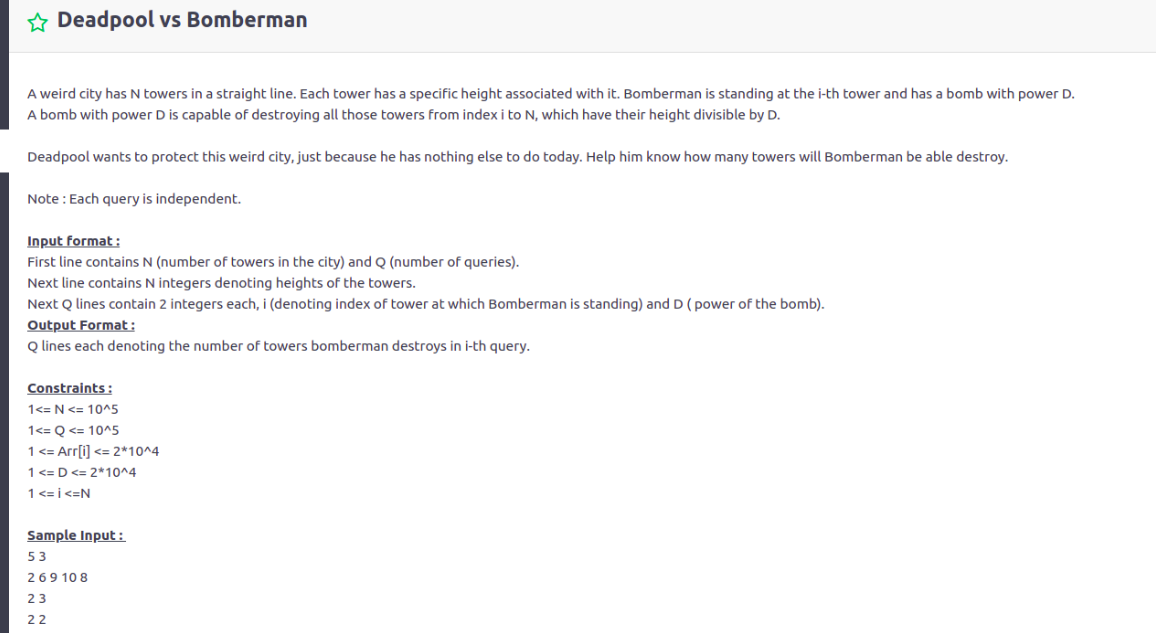 Deadpool vs Bomberman
A weird city has N towers in a straight line. Each tower has a specific height associated with it. Bomberman is standing at the i-th tower and has a bomb with power D.
A bomb with power D is capable of destroying all those towers from index i to N, which have their height divisible by D.
Deadpool wants to protect this weird city, just because he has nothing else to do today. Help him know how many towers will Bomberman be able destroy.
Note : Each query is independent.
Input format :
First line contains N (number of towers in the city) and Q (number of queries).
Next line contains N integers denoting heights of the towers.
Next Q lines contain 2 integers each, i (denoting index of tower at which Bomberman is standing) and D ( power of the bomb).
Output Format :
Q lines each denoting the number of towers bomberman destroys in i-th query.
Constraints :
1<= N <= 10^5
1<= Q <= 10^5
1 <= Arr[i] <= 2*10^4
1 <= D <= 2*10^4
1 <= i <=N
Sample Input :
5 3
2 6 9 10 8
2 3
2 2